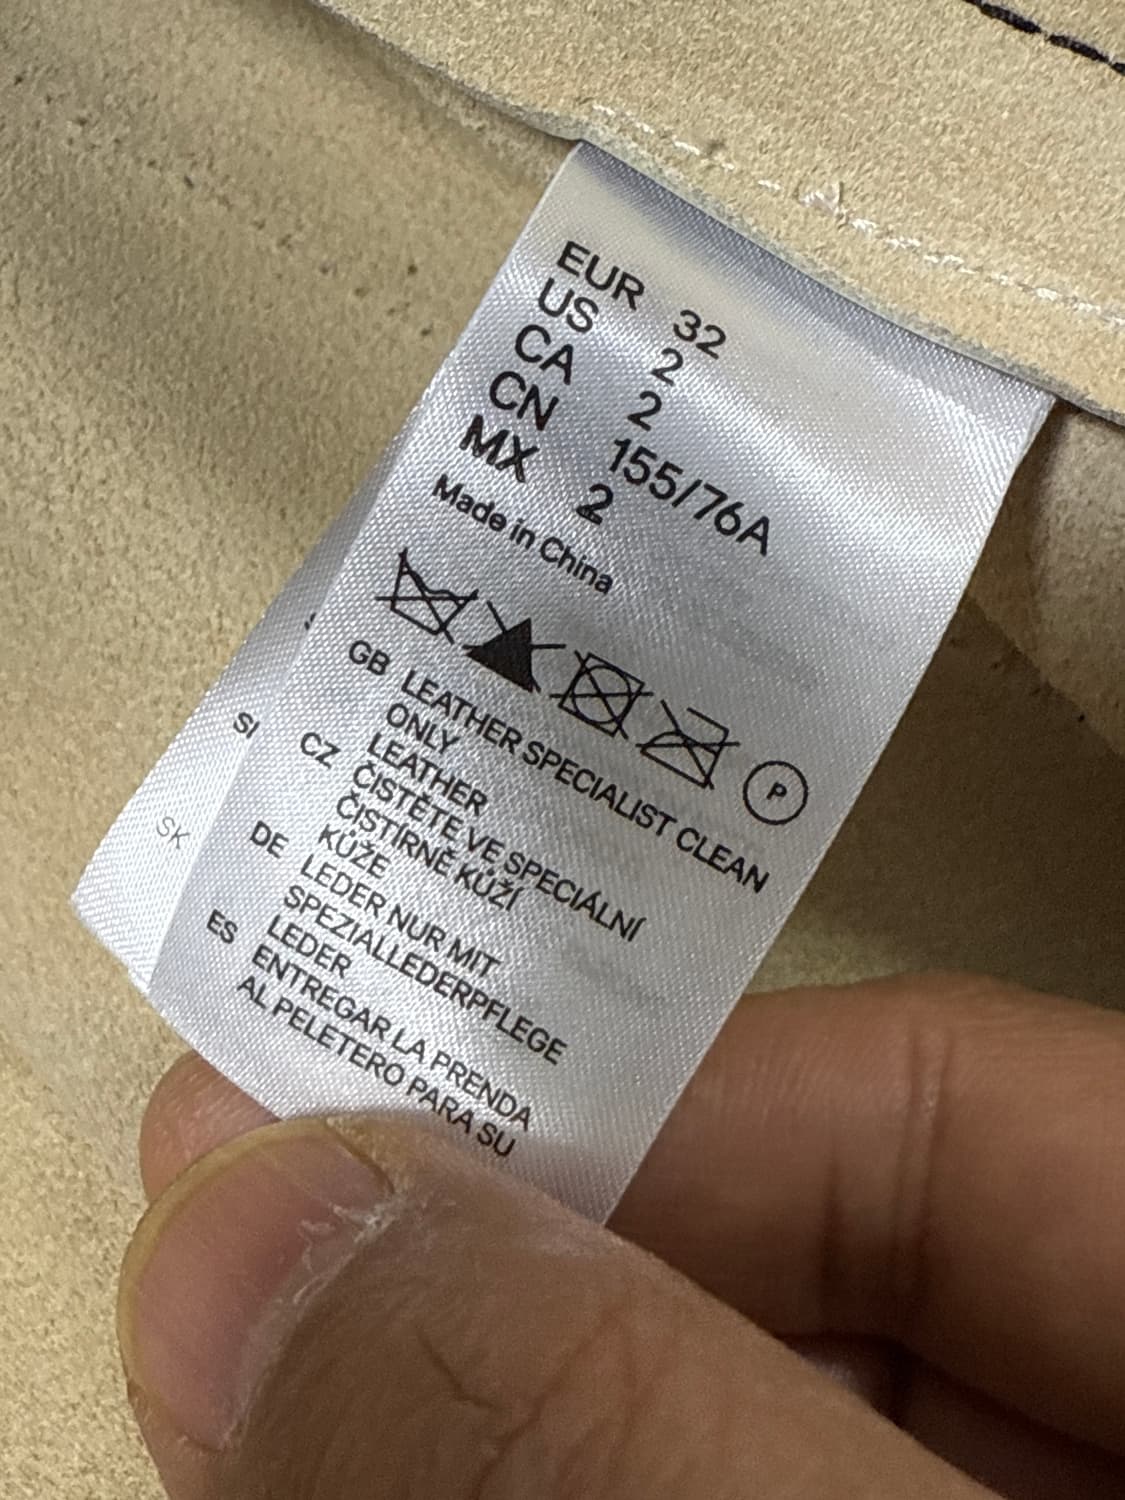 EUR 32
US 2
CA 2
CN 155/76A
MX 2
Made in China
P
GB LEATHER SPECIALIST CLEAN
ONLY
LEATHER
CZ ČISTĚTE VE SPECIÁLNÍ
ČISTÍRNĚ KŮŽÍ
KŮŽE
DE LEDER NUR MIT
SPEZIALLEDERPFLEGE
LEDER
ES ENTREGAR LA PRENDA
AL PELETERO PARA SU
SI
SK